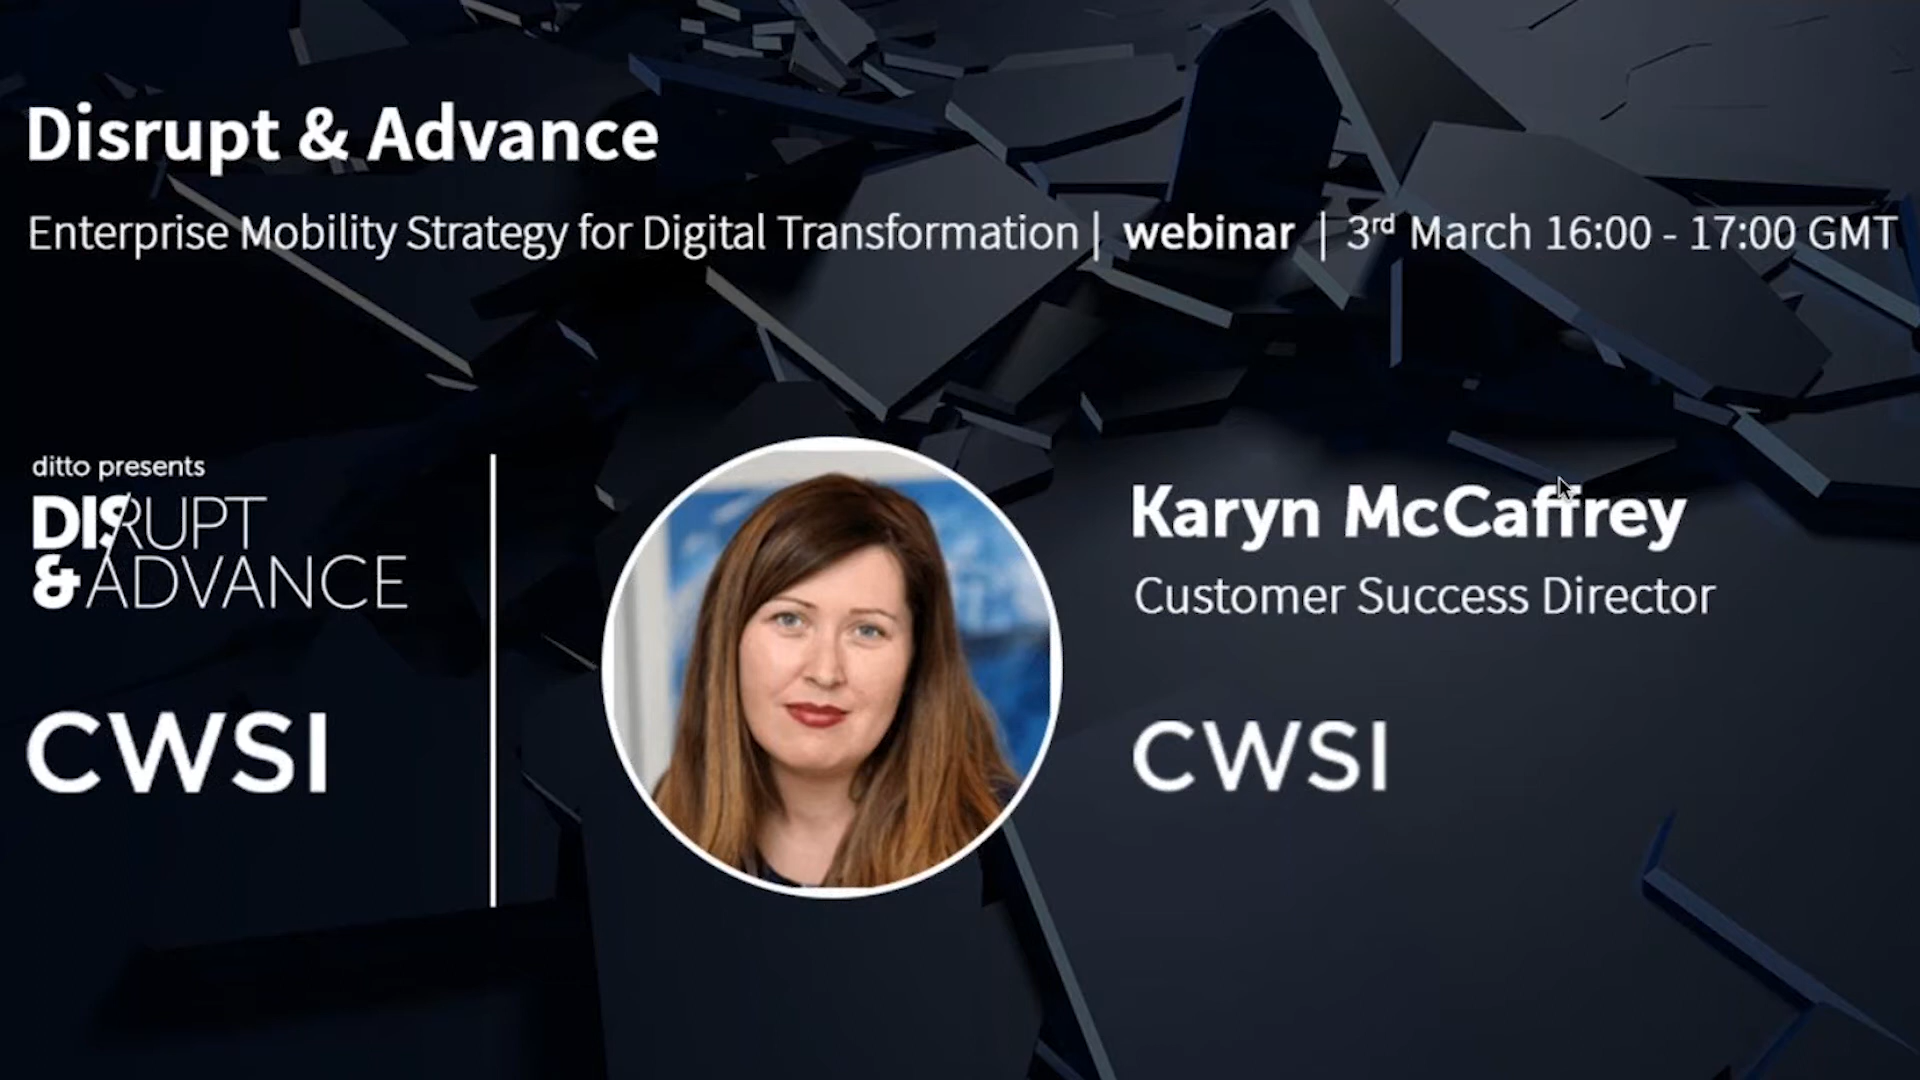 Disrupt & Advance
Enterprise Mobility Strategy for Digital Transformation | webinar | 3rd March 16:00 - 17:00 GMT
ditto presents
DISRUPT
&ADVANCE
CWSI
Karyn McCaffrey
Customer Success Director
CWSI